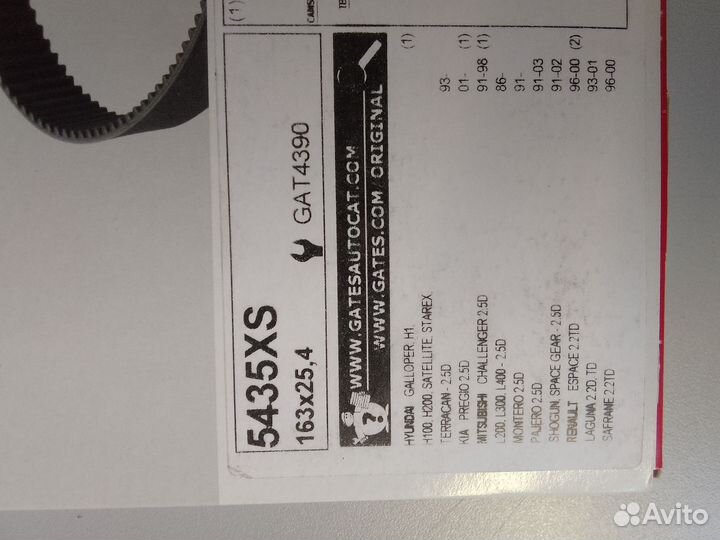 5435XS
163x25,4
GAT4390
(1)
WWW.GATESAUTOCAT.COM
WWW.GATES.COM/ORIGINAL
HYUNDAI GALLOPER, H1, (1)
H100, H200, SATELLITE, STAREX,
TERRACAN - 2.5D 93-
KIA PREGIO 2.5D 01- (1)
MITSUBISHI CHALLENGER 2.5D 91-98 (1)
L200, L300, L400 - 2.5D 86-
MONTERO 2.5D 91-
PAJERO 2.5D 91-03
SHOGUN, SPACE GEAR - 2.5D 91-02
RENAULT ESPACE 2.2TD 96-00 (2)
LAGUNA 2.2D, TD 93-01
SAFRANE 2.2TD 96-00
Avito